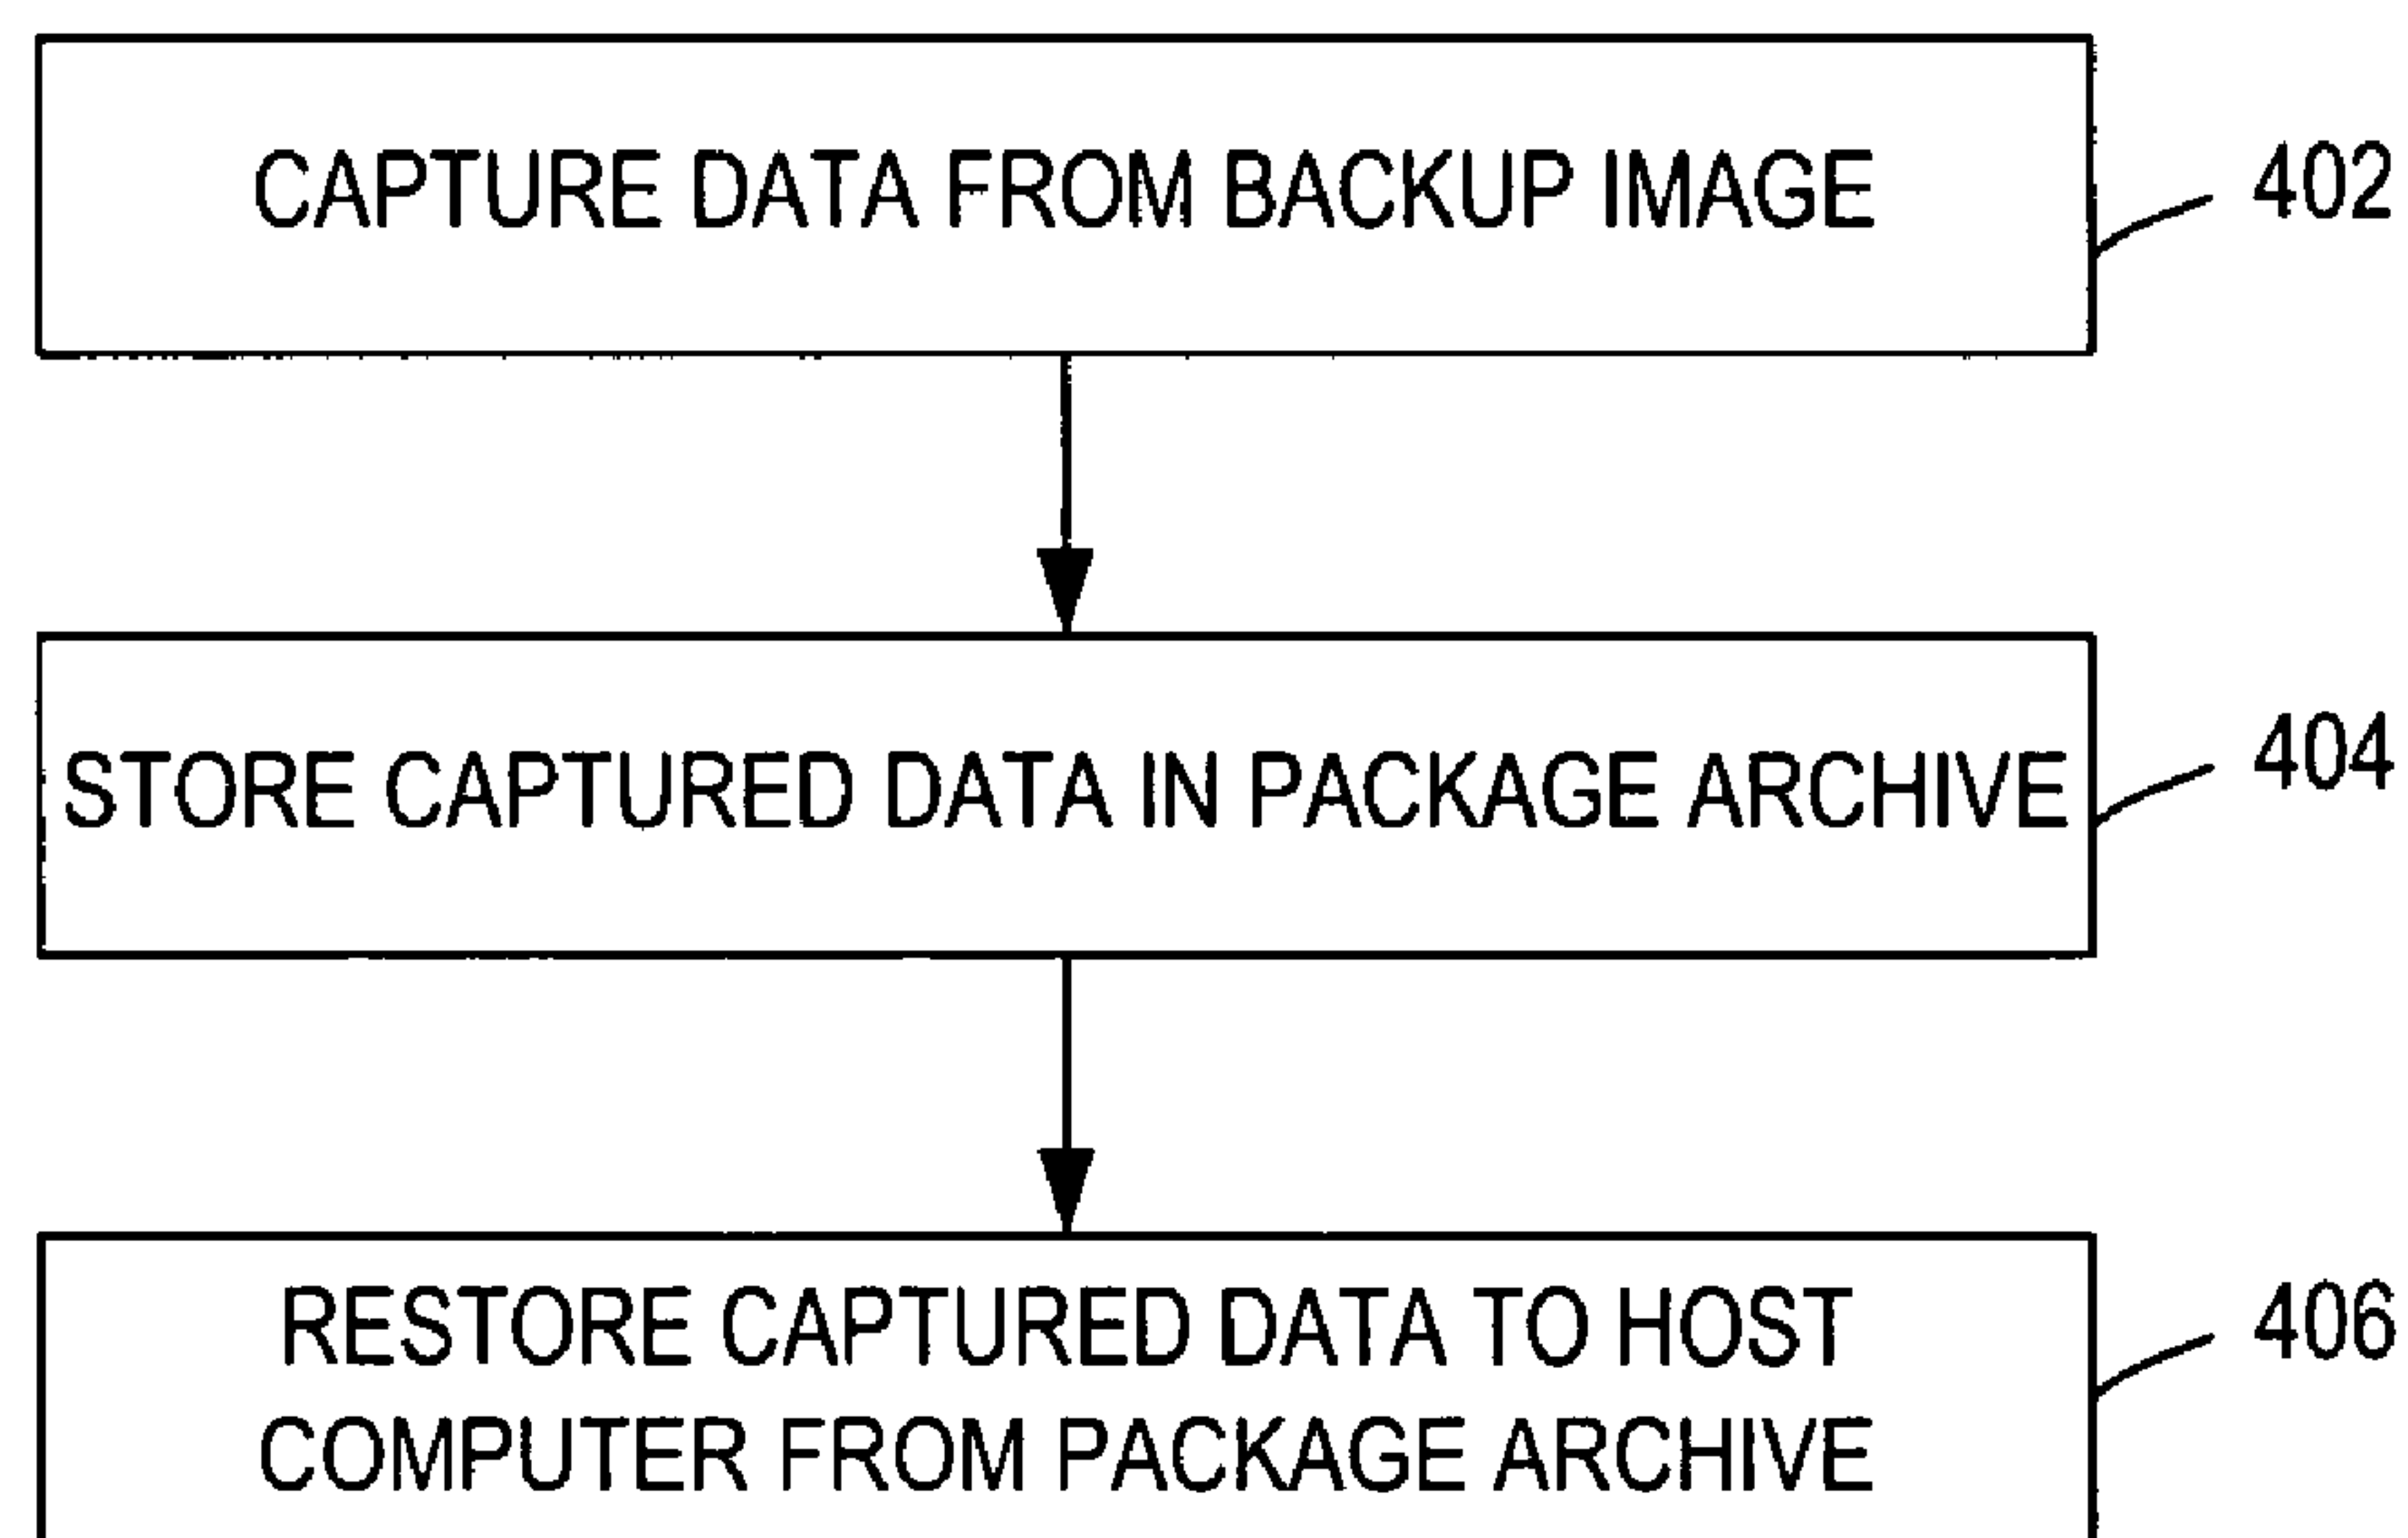 CAPTURE DATA FROM BACKUP IMAGE
402
STORE CAPTURED DATA IN PACKAGE ARCHIVE
404
RESTORE CAPTURED DATA TO HOST
COMPUTER FROM PACKAGE ARCHIVE
406